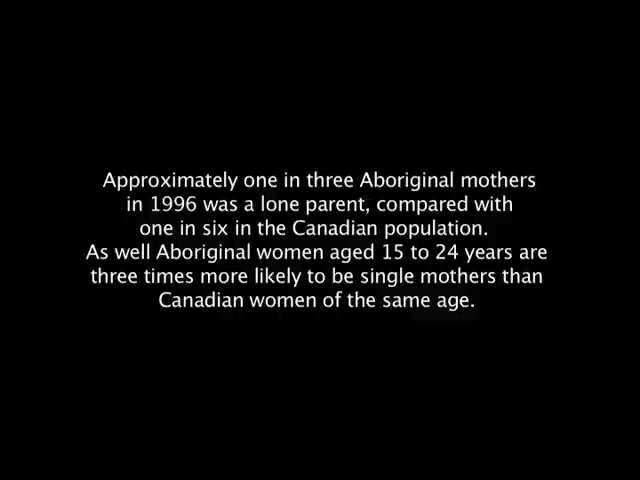 Approximately one in three Aboriginal mothers
in 1996 was a lone parent, compared with
one in six in the Canadian population.
As well Aboriginal women aged 15 to 24 years are
three times more likely to be single mothers than
Canadian women of the same age.